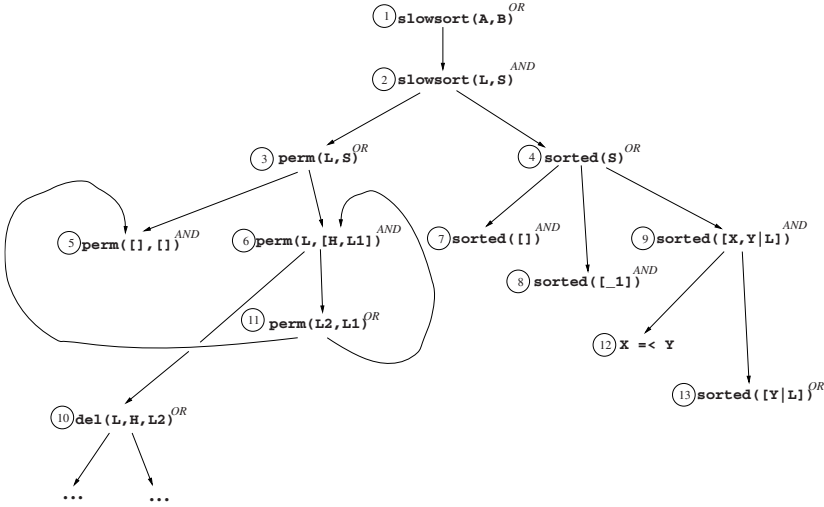 1 slowsort(A,B) OR
2 slowsort(L,S) AND
3 perm(L,S) OR
4 sorted(S) OR
5 perm([],[]) AND
6 perm(L,[H,L1]) AND
7 sorted([]) AND
9 sorted([X,Y|L]) AND
8 sorted([_1]) AND
11 perm(L2,L1) OR
12 X =< Y
13 sorted([Y|L]) OR
10 del(L,H,L2) OR
... ...